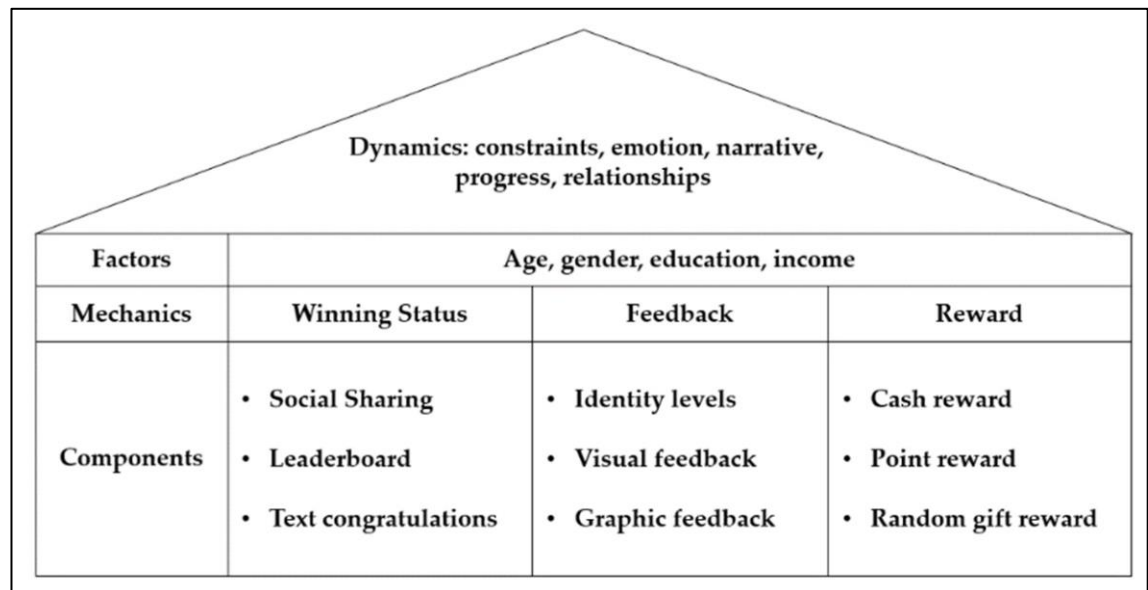 Dynamics: constraints, emotion, narrative,
progress, relationships
Factors
Age, gender, education, income
Mechanics
Winning Status
Feedback
Reward
Components
• Social Sharing
• Leaderboard
• Text congratulations
• Identity levels
• Visual feedback
• Graphic feedback
• Cash reward
• Point reward
• Random gift reward